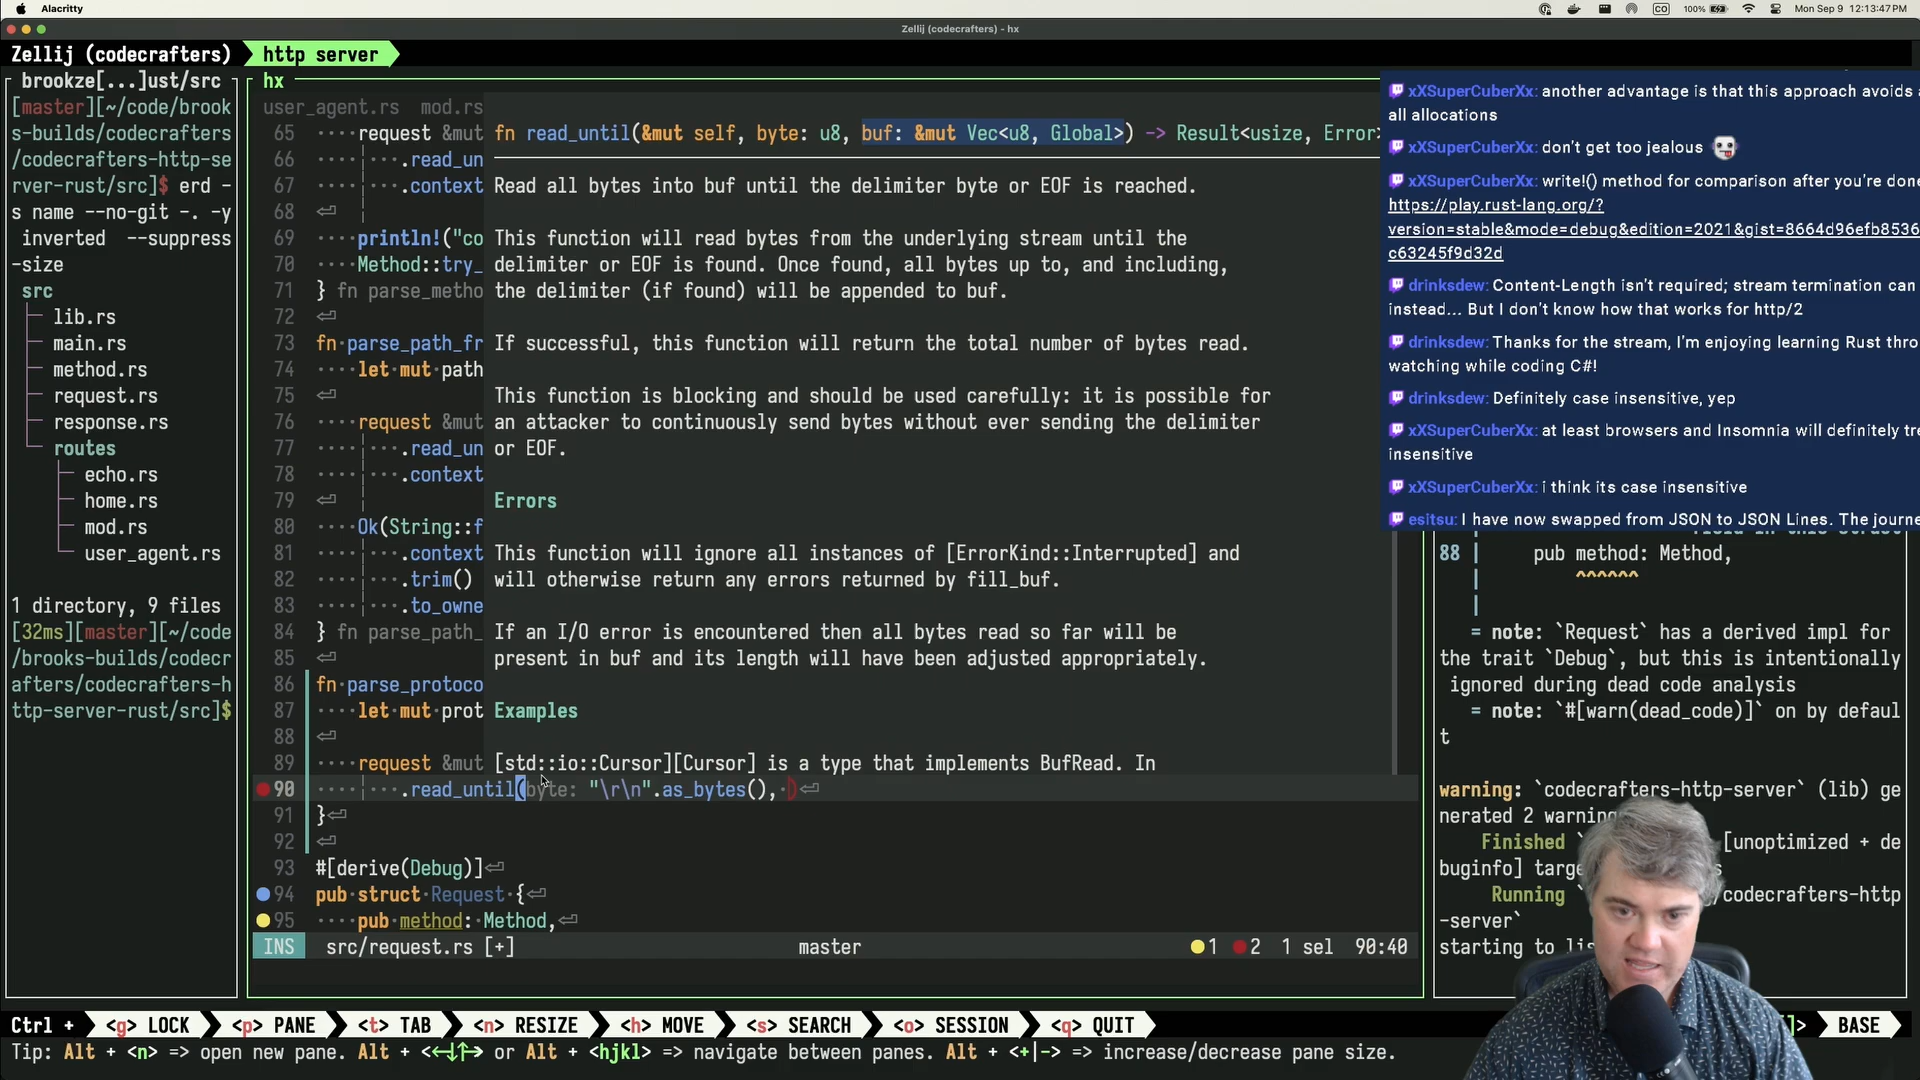 Alacritty
100%
Mon Sep 9 12:13:47 PM
Zellij (codecrafters) - hx
Zellij (codecrafters)
http server
brookze[...]ust/src
[master][~/code/brook
s-builds/codecrafters
/codecrafters-http-se
rver-rust/src]$ erd -
s name --no-git -. -y
inverted --suppress
-size
src
lib.rs
main.rs
method.rs
request.rs
response.rs
routes
echo.rs
home.rs
mod.rs
user_agent.rs
1 directory, 9 files
[32ms][master][~/code
/brooks-builds/codecr
afters/codecrafters-h
ttp-server-rust/src]$
hx
user_agent.rs mod.rs
65 request &mut
66 .read_un
67 .context
68
69 println!("co
70 Method::try_
71 } fn parse_metho
72
73 fn parse_path_fr
74 let mut path
75
76 request &mut
77 .read_un
78 .context
79
80 Ok(String::f
81 .context
82 .trim()
83 .to_owne
84 } fn parse_path_
85
86 fn parse_protoco
87 let mut prot
88
89 request &mut
90 .read_until(byte: "\r\n".as_bytes(), )
91 }
92
93 #[derive(Debug)]
94 pub struct Request {
95 pub method: Method,
fn read_until(&mut self, byte: u8, buf: &mut Vec<u8, Global>) -> Result<usize, Error>
Read all bytes into buf until the delimiter byte or EOF is reached.
This function will read bytes from the underlying stream until the
delimiter or EOF is found. Once found, all bytes up to, and including,
the delimiter (if found) will be appended to buf.
If successful, this function will return the total number of bytes read.
This function is blocking and should be used carefully: it is possible for
an attacker to continuously send bytes without ever sending the delimiter
or EOF.
Errors
This function will ignore all instances of [ErrorKind::Interrupted] and
will otherwise return any errors returned by fill_buf.
If an I/O error is encountered then all bytes read so far will be
present in buf and its length will have been adjusted appropriately.
Examples
[std::io::Cursor][Cursor] is a type that implements BufRead. In
INS src/request.rs [+] master 1 2 1 sel 90:40
xXSuperCuberXx: another advantage is that this approach avoids a
all allocations
xXSuperCuberXx: don't get too jealous
xXSuperCuberXx: write!() method for comparison after you're done
https://play.rust-lang.org/?
version=stable&mode=debug&edition=2021&gist=8664d96efb8536
c63245f9d32d
drinksdew: Content-Length isn't required; stream termination can
instead... But I don't know how that works for http/2
drinksdew: Thanks for the stream, I'm enjoying learning Rust thro
watching while coding C#!
drinksdew: Definitely case insensitive, yep
xXSuperCuberXx: at least browsers and Insomnia will definitely tre
insensitive
xXSuperCuberXx: i think its case insensitive
esitsu: I have now swapped from JSON to JSON Lines. The journe
88 | pub method: Method,
| ^^^^^^
|
= note: `Request` has a derived impl for
the trait `Debug`, but this is intentionally
ignored during dead code analysis
= note: `#[warn(dead_code)]` on by defaul
t
warning: `codecrafters-http-server` (lib) ge
nerated 2 warning
Finished [unoptimized + de
buginfo] targe
Running /codecrafters-http
-server`
starting to lis
Ctrl + <g> LOCK <p> PANE <t> TAB <n> RESIZE <h> MOVE <s> SEARCH <o> SESSION <q> QUIT BASE
Tip: Alt + <n> => open new pane. Alt + <←↓↑→> or Alt + <hjkl> => navigate between panes. Alt + <+|-> => increase/decrease pane size.